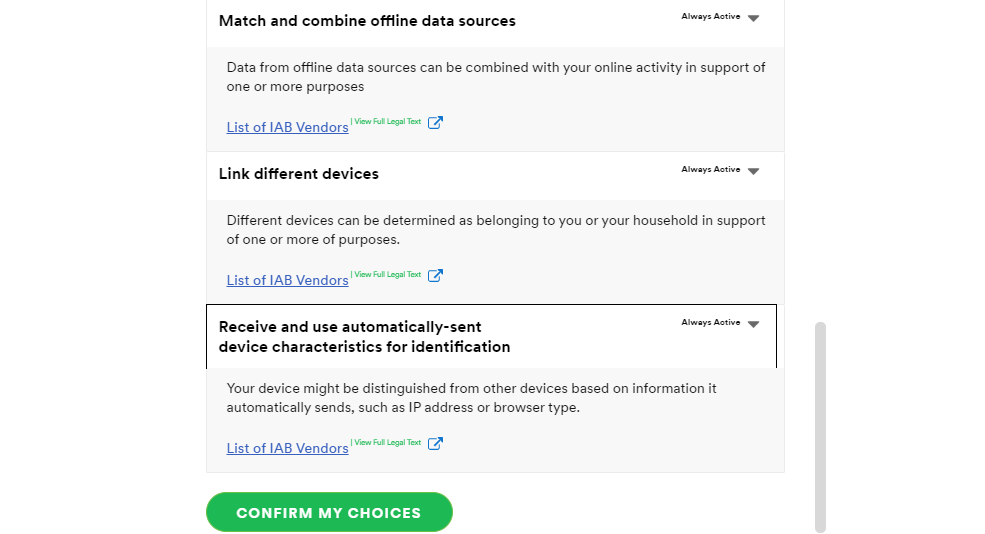 Match and combine offline data sources
Always Active
Data from offline data sources can be combined with your online activity in support of
one or more purposes
List of IAB Vendors | View Full Legal Text
Link different devices
Always Active
Different devices can be determined as belonging to you or your household in support
of one or more of purposes.
List of IAB Vendors | View Full Legal Text
Receive and use automatically-sent
device characteristics for identification
Always Active
Your device might be distinguished from other devices based on information it
automatically sends, such as IP address or browser type.
List of IAB Vendors | View Full Legal Text
CONFIRM MY CHOICES